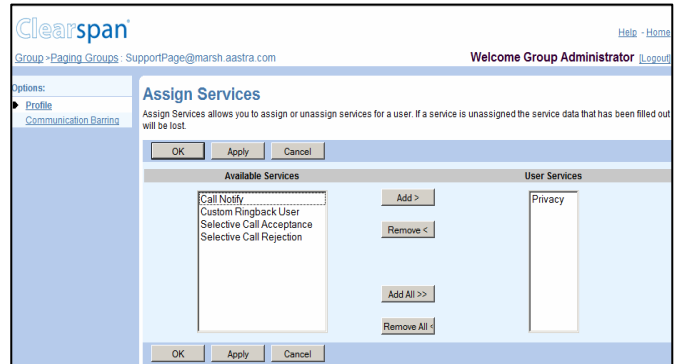 Clearspan
Help - Home
Group >Paging Groups : SupportPage@marsh.aastra.com
Welcome Group Administrator [Logout]
Options:
Profile
Communication Barring
Assign Services
Assign Services allows you to assign or unassign services for a user. If a service is unassigned the service data that has been filled out
will be lost.
OK Apply Cancel
Available Services User Services
Call Notify
Custom Ringback User
Selective Call Acceptance
Selective Call Rejection
Add >
Remove <
Add All >>
Remove All <
Privacy
OK Apply Cancel